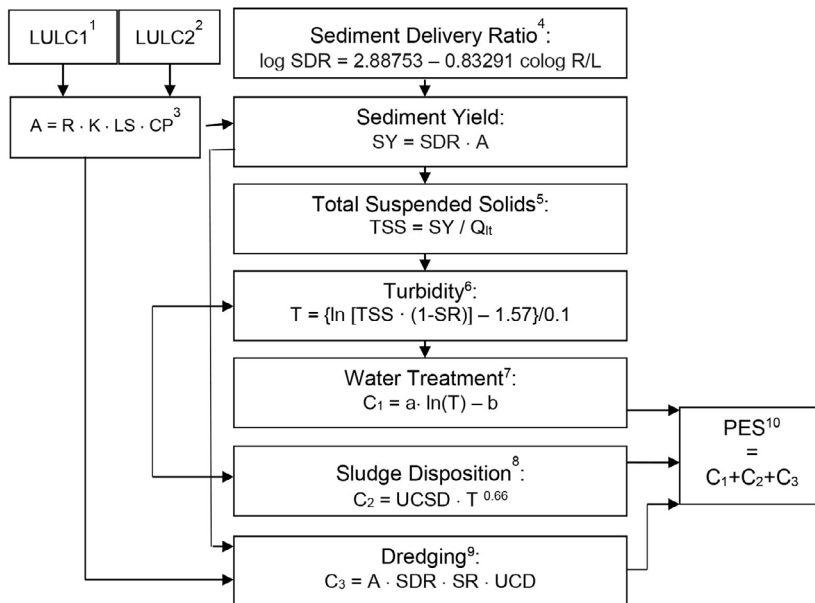 LULC1¹ LULC2²
Sediment Delivery Ratio⁴:
log SDR = 2.88753 – 0.83291 colog R/L
A = R · K · LS · CP³
Sediment Yield:
SY = SDR · A
Total Suspended Solids⁵:
TSS = SY / Qlt
Turbidity⁶:
T = {ln [TSS · (1-SR)] – 1.57}/0.1
Water Treatment⁷:
C₁ = a· ln(T) – b
Sludge Disposition⁸:
C₂ = UCSD · T ⁰·⁶⁶
Dredging⁹:
C₃ = A · SDR · SR · UCD
PES¹⁰
=
C₁+C₂+C₃